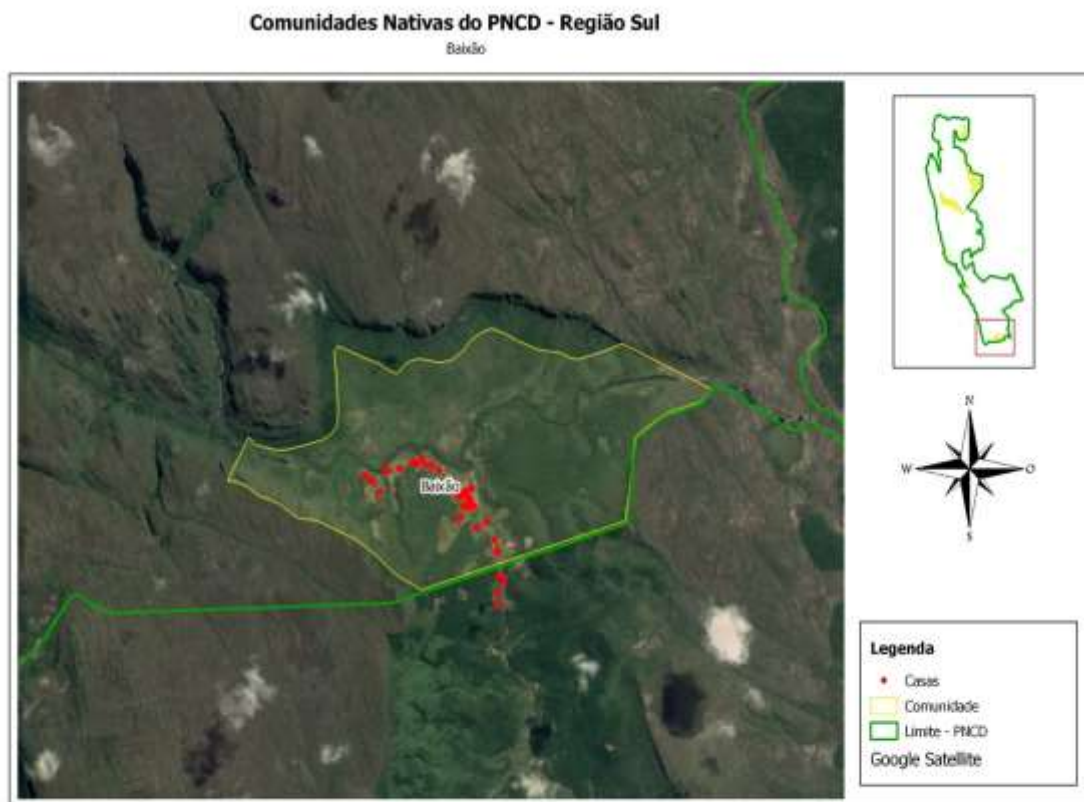 Comunidades Nativas do PNCD - Região Sul
Baixão
Baixão
N
W
O
S
Legenda
Casas
Comunidade
Limite - PNCD
Google Satellite